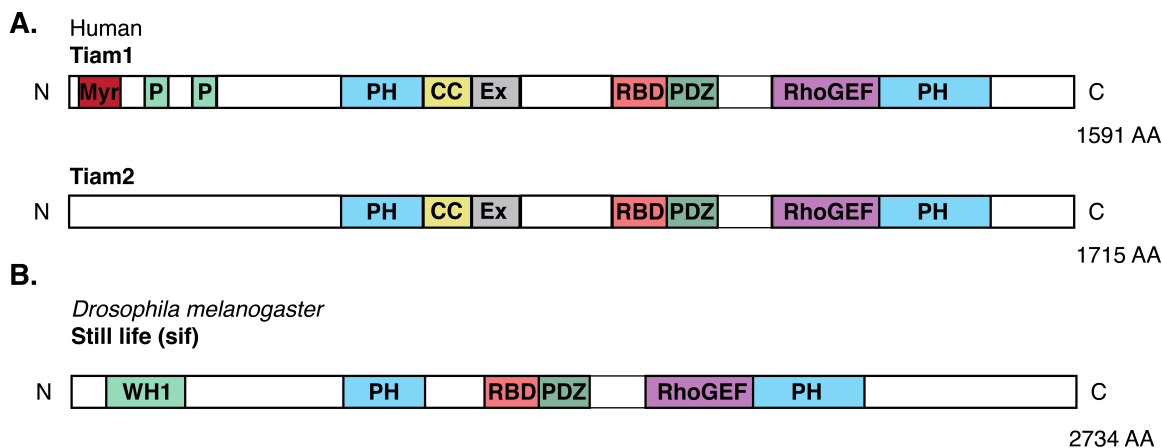 A.
Human
Tiam1
N Myr P P PH CC Ex RBD PDZ RhoGEF PH C
1591 AA
Tiam2
N PH CC Ex RBD PDZ RhoGEF PH C
1715 AA
B.
Drosophila melanogaster
Still life (sif)
N WH1 PH RBD PDZ RhoGEF PH C
2734 AA